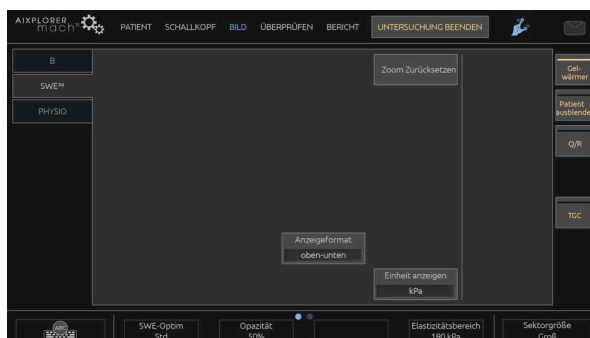 AIXPLORER
mach
PATIENT
SCHALLKOPF
BILD
ÜBERPRÜFEN
BERICHT
UNTERSUCHUNG BEENDEN
B
SWE™
PHYSIO
Zoom Zurücksetzen
Gel-
wärmer
Patient
ausblende
Q/R
TGC
Anzeigeformat
oben-unten
Einheit anzeigen
kPa
ABC
SWE-Optim
Std
Opazität
50%
Elastizitätsbereich
180 kPa
Sektorgröße
Groß